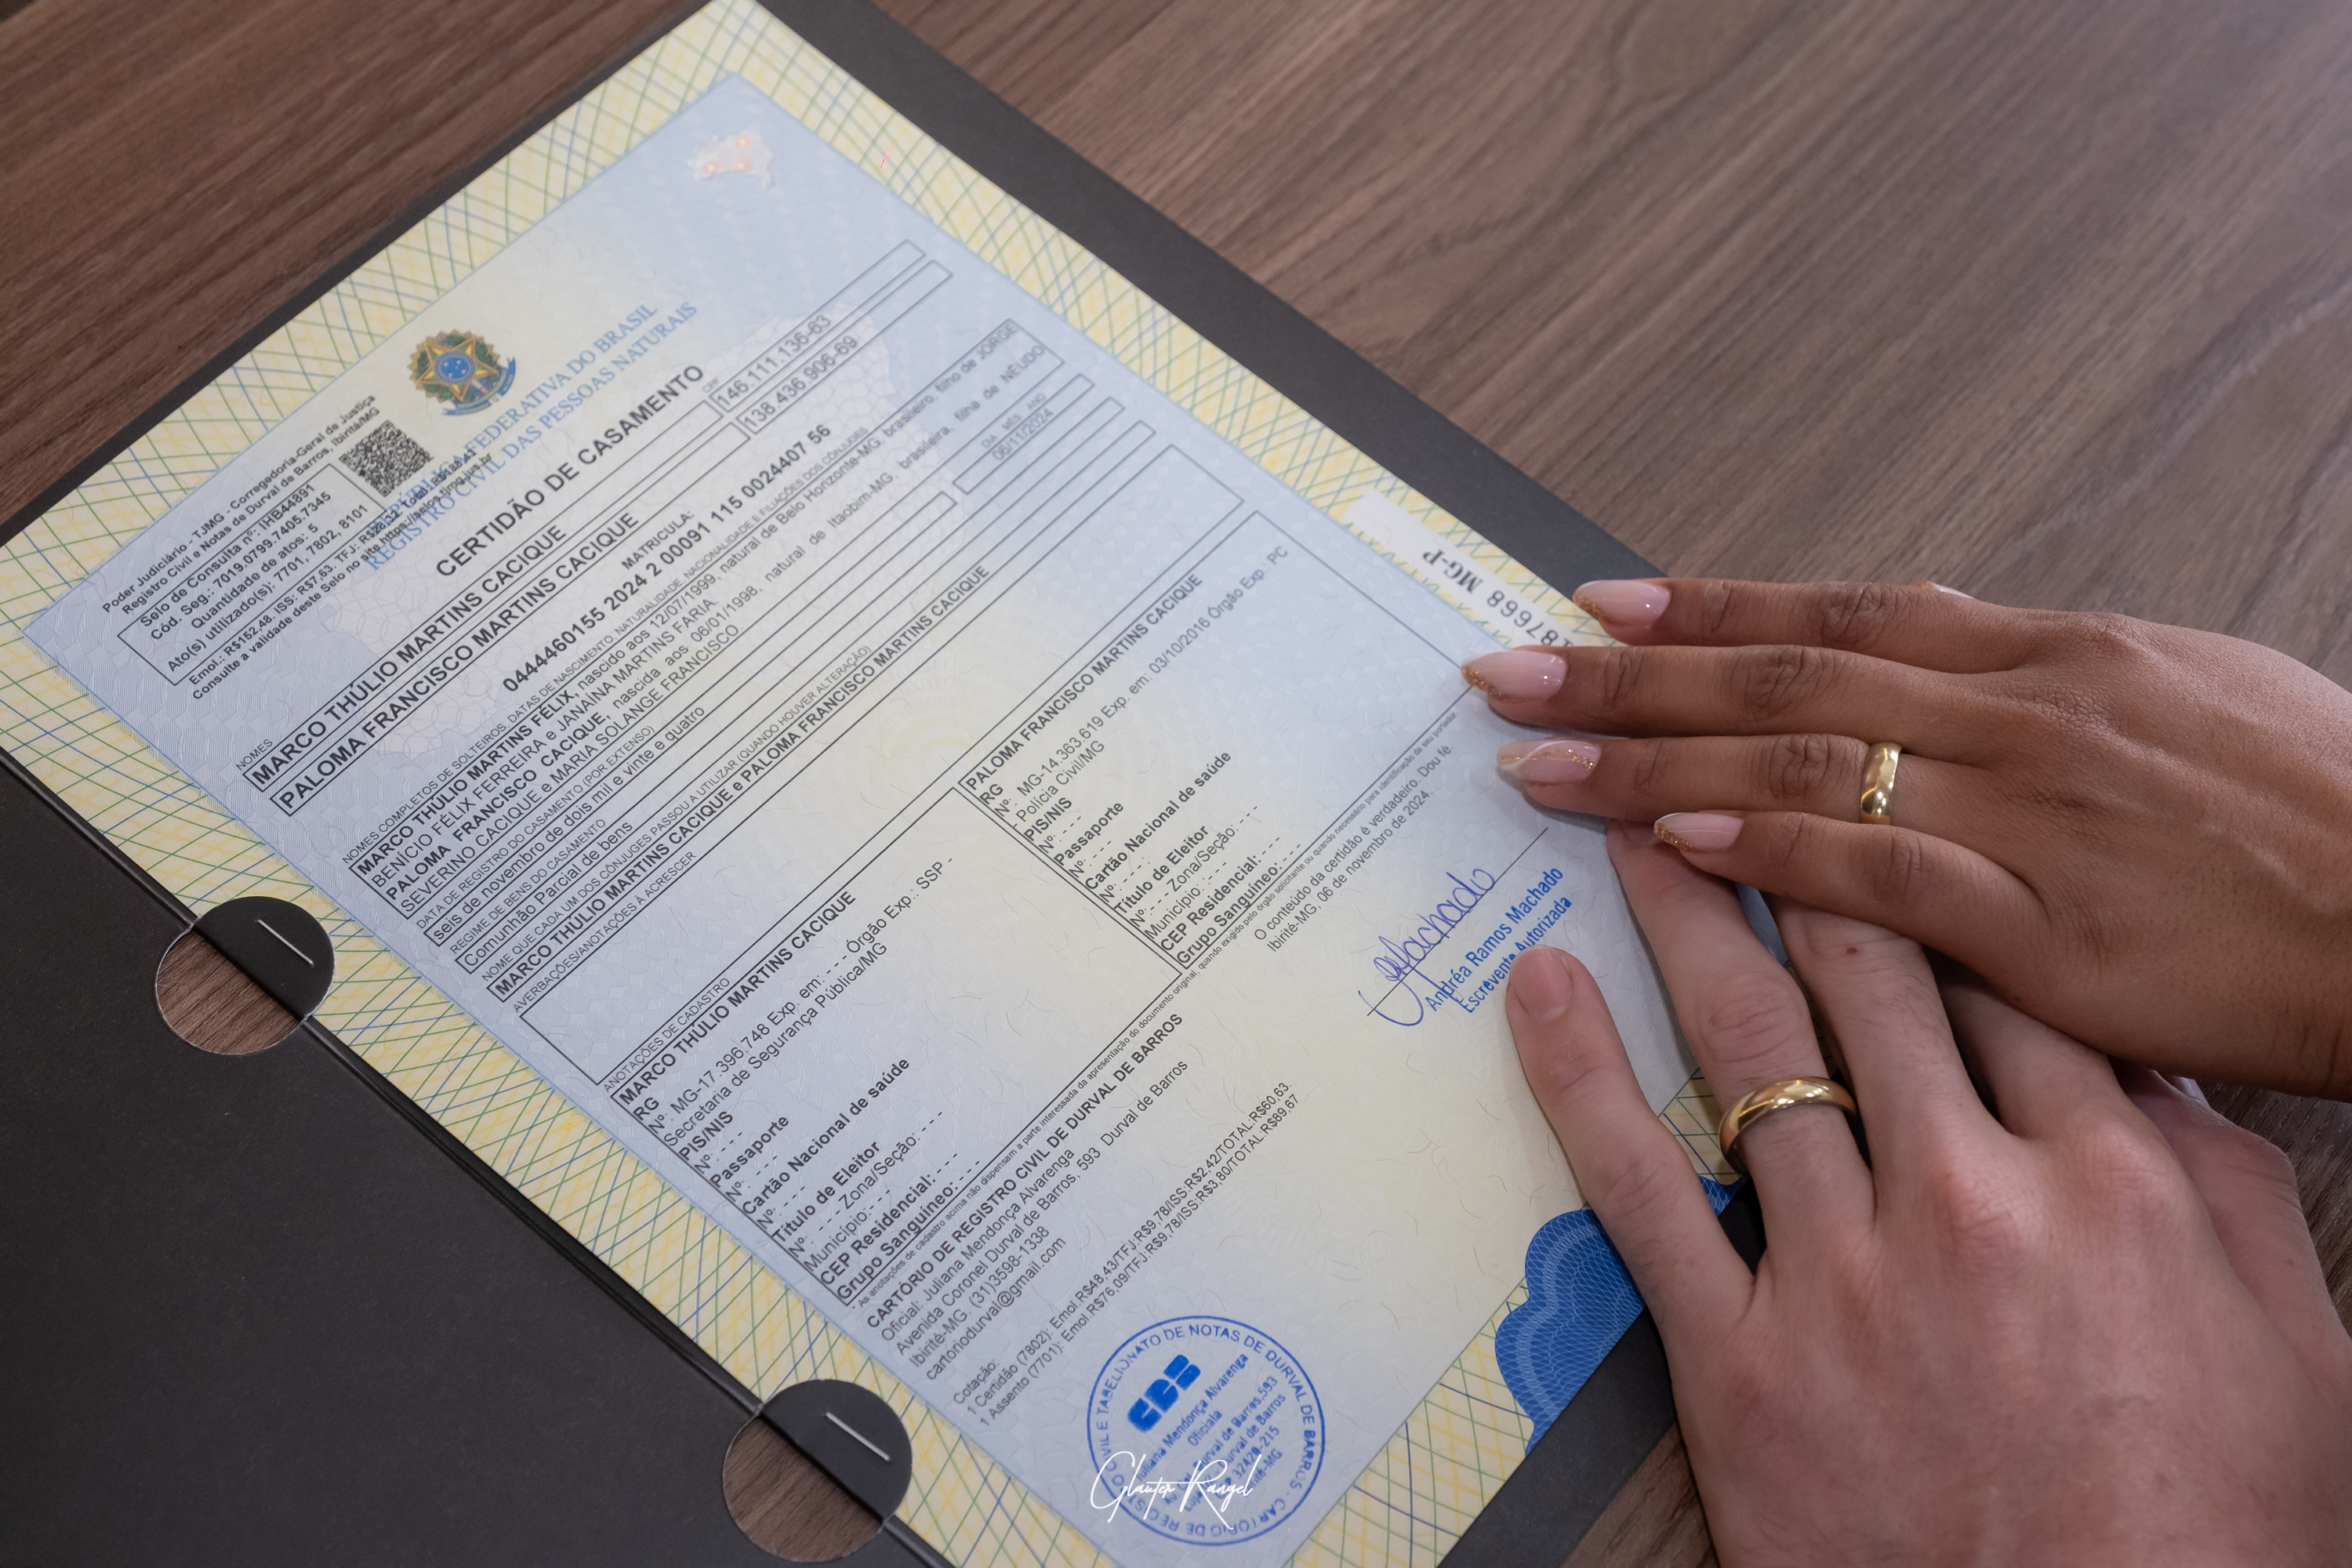 Poder Judiciário - TJMG - Corregedoria-Geral de Justiça
Registro Civil e Notas de Durval de Barros, Ibirité/MG
Selo de Consulta nº: IHB44891
Cód. Seg.: 7019.0799.7405.7345
Quantidade de atos: 5
Ato(s) utilizado(s): 7701, 7802, 8101
Emol.: R$152,48. ISS: R$7,63. TFJ: R$28,32. Total: R$188,43
Consulte a validade deste Selo no site https://selos.tjmg.jus.br
REPÚBLICA FEDERATIVA DO BRASIL
REGISTRO CIVIL DAS PESSOAS NATURAIS
CERTIDÃO DE CASAMENTO
NOMES
CPF
MARCO THÚLIO MARTINS CACIQUE
146.111.136-63
PALOMA FRANCISCO MARTINS CACIQUE
138.436.906-69
MATRICULA:
0444460155 2024 2 00091 115 0024407 56
NOMES COMPLETOS DE SOLTEIROS, DATAS DE NASCIMENTO, NATURALIDADE, NACIONALIDADE E FILIAÇÕES DOS CÔNJUGES
MARCO THÚLIO MARTINS FÉLIX, nascido aos 12/07/1999, natural de Belo Horizonte-MG, brasileiro, filho de JORGE
BENÍCIO FÉLIX FERREIRA e JANAÍNA MARTINS FARIA
PALOMA FRANCISCO CACIQUE, nascida aos 06/01/1998, natural de Itaobim-MG, brasileira, filha de NEUDO
SEVERINO CACIQUE e MARIA SOLANGE FRANCISCO
DATA DE REGISTRO DO CASAMENTO (POR EXTENSO)
DIA MÊS ANO
seis de novembro de dois mil e vinte e quatro
06/11/2024
REGIME DE BENS DO CASAMENTO
Comunhão Parcial de bens
NOME QUE CADA UM DOS CÔNJUGES PASSOU A UTILIZAR (QUANDO HOUVER ALTERAÇÃO)
MARCO THÚLIO MARTINS CACIQUE e PALOMA FRANCISCO MARTINS CACIQUE
AVERBAÇÕES/ANOTAÇÕES À ACRESCER
ANOTAÇÕES DE CADASTRO
MARCO THÚLIO MARTINS CACIQUE
RG
Nº: MG-17.396.748 Exp. em: - - - Órgão Exp.: SSP -
Secretaria de Segurança Pública/MG
PIS/NIS
Nº: - - -
Passaporte
Nº: - - -
Cartão Nacional de saúde
Nº: - - -
Título de Eleitor
Nº: - - - Zona/Seção: - - -
Município: - - -
CEP Residencial: - - -
Grupo Sanguíneo: - - -
PALOMA FRANCISCO MARTINS CACIQUE
RG
Nº: MG-14.363.619 Exp. em: 03/10/2016 Órgão Exp.: PC
- Polícia Civil/MG
PIS/NIS
Nº: - - -
Passaporte
Nº: - - -
Cartão Nacional de saúde
Nº: - - -
Título de Eleitor
Nº: - - - Zona/Seção: - - -
Município: - - -
CEP Residencial: - - -
Grupo Sanguíneo: - - -
* As anotações de cadastro acima não dispensam a parte interessada da apresentação do documento original, quando exigido pelo órgão solicitante ou quando necessário para identificação de seu portador
CARTÓRIO DE REGISTRO CIVIL DE DURVAL DE BARROS
Oficial: Juliana Mendonça Alvarenga
Avenida Coronel Durval de Barros, 593, Durval de Barros
Ibirité-MG. (31)3598-1338
cartoriodurval@gmail.com
O conteúdo da certidão é verdadeiro. Dou fé.
Ibirité-MG, 06 de novembro de 2024.
Machado
Andréa Ramos Machado
Escrevente Autorizada
Cotação:
1 Certidão (7802): Emol.R$48,43/TFJ:R$9,78/ISS:R$2,42/TOTAL:R$60,63.
1 Assento (7701): Emol.R$76,09/TFJ:R$9,78/ISS:R$3,80/TOTAL:R$89,67
CIVIL E TABELIONATO DE NOTAS DE DURVAL DE BARROS - CARTÓRIO DE REGISTRO
CDB
Juliana Mendonça Alvarenga
Oficiala
Durval de Barros,593
Durval de Barros
32420-215
187668 MG-P
Glauter Rangel